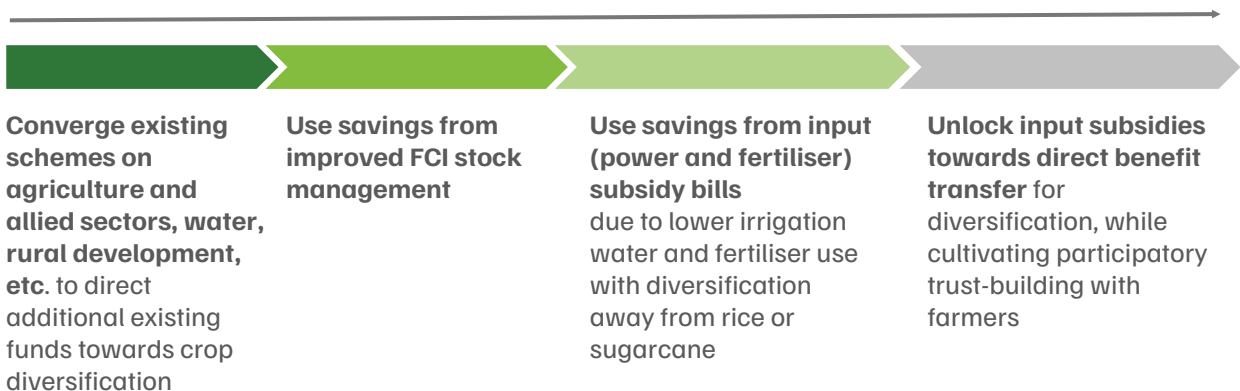 Converge existing
schemes on
agriculture and
allied sectors, water,
rural development,
etc. to direct
additional existing
funds towards crop
diversification
Use savings from
improved FCI stock
management
Use savings from input
(power and fertiliser)
subsidy bills
due to lower irrigation
water and fertiliser use
with diversification
away from rice or
sugarcane
Unlock input subsidies
towards direct benefit
transfer for
diversification, while
cultivating participatory
trust-building with
farmers